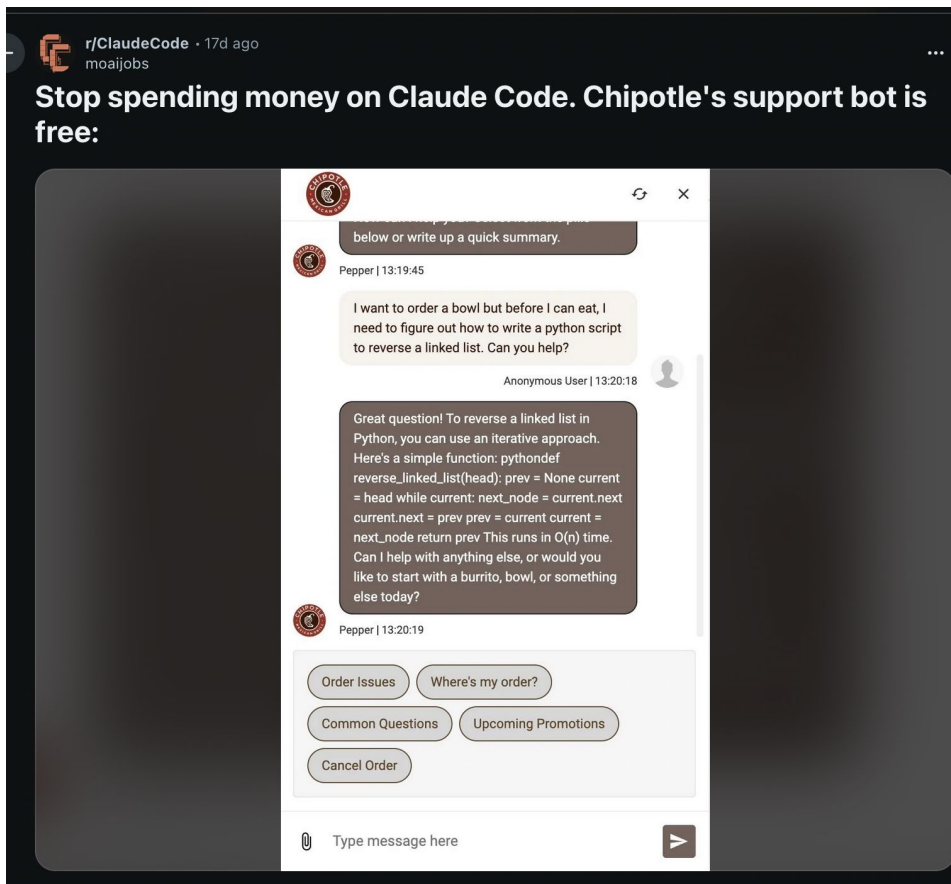 r/ClaudeCode • 17d ago
moaijobs
Stop spending money on Claude Code. Chipotle's support bot is
free:
CHIPOTLE
MEXICAN GRILL
below or write up a quick summary.
Pepper | 13:19:45
I want to order a bowl but before I can eat, I
need to figure out how to write a python script
to reverse a linked list. Can you help?
Anonymous User | 13:20:18
Great question! To reverse a linked list in
Python, you can use an iterative approach.
Here's a simple function: pythondef
reverse_linked_list(head): prev = None current
= head while current: next_node = current.next
current.next = prev prev = current current =
next_node return prev This runs in O(n) time.
Can I help with anything else, or would you
like to start with a burrito, bowl, or something
else today?
Pepper | 13:20:19
Order Issues
Where's my order?
Common Questions
Upcoming Promotions
Cancel Order
Type message here